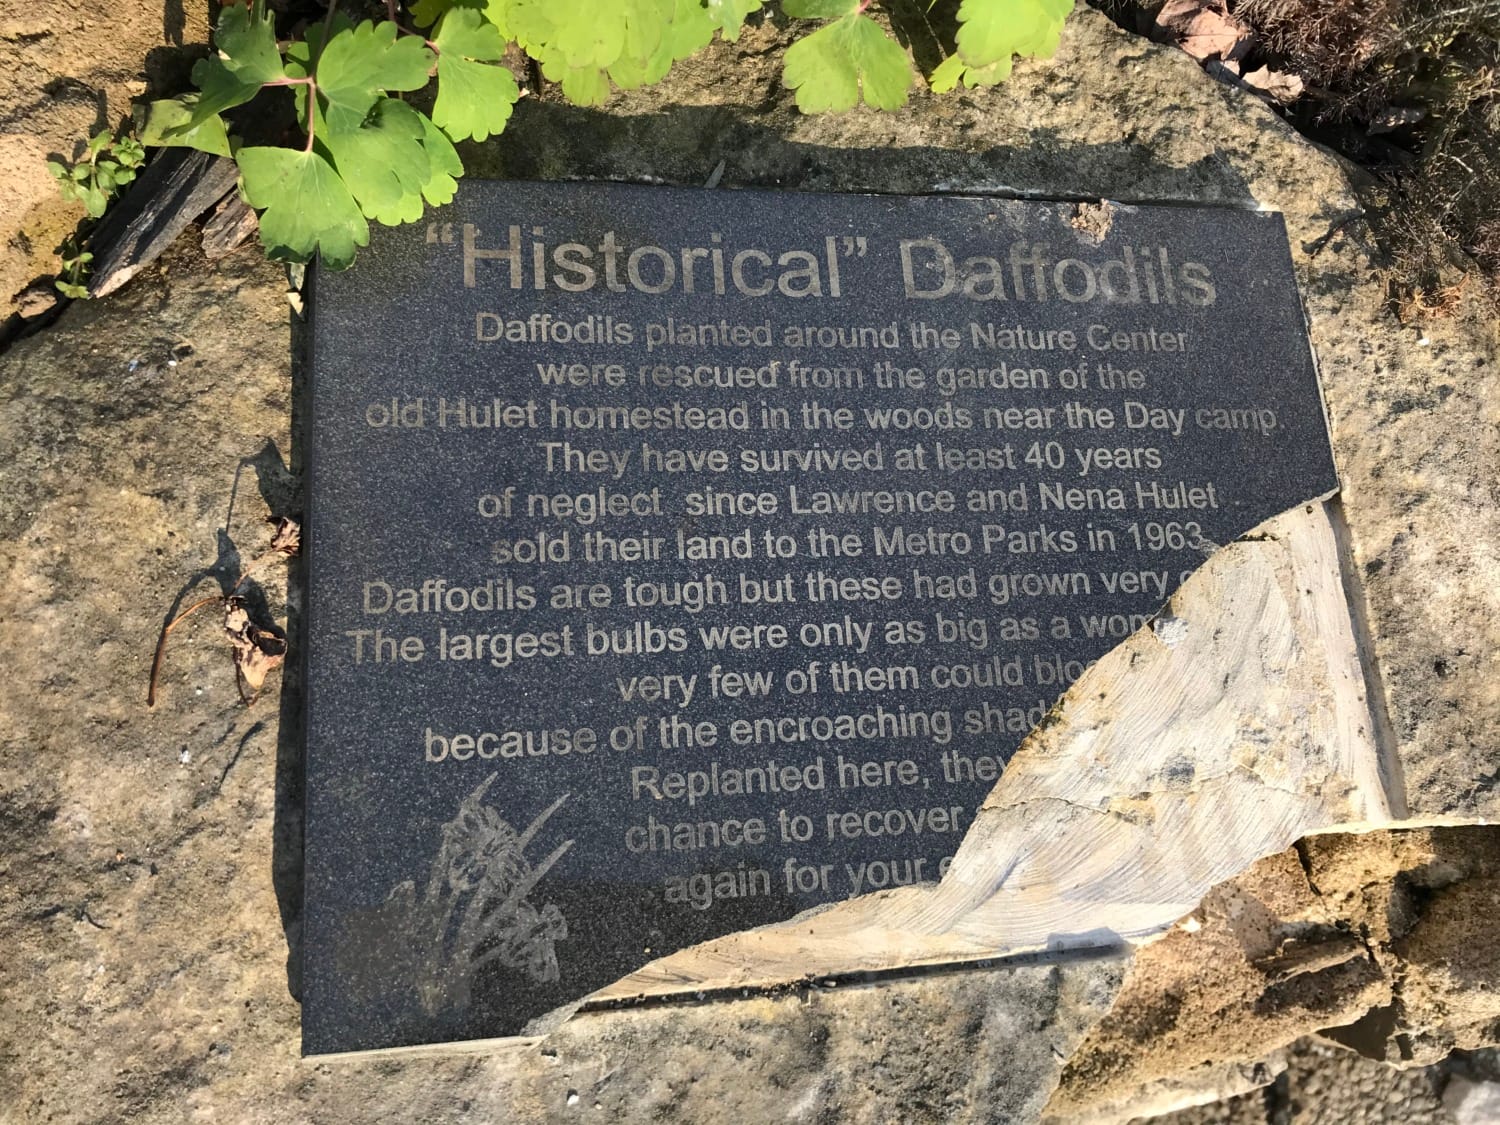 "Historical" Daffodils
Daffodils planted around the Nature Center
were rescued from the garden of the
old Hulet homestead in the woods near the Day camp.
They have survived at least 40 years
of neglect since Lawrence and Nena Hulet
sold their land to the Metro Parks in 1963
Daffodils are tough but these had grown very
The largest bulbs were only as big as a
very few of them could
because of the encroaching
Replanted here, they
chance to recover
again for your